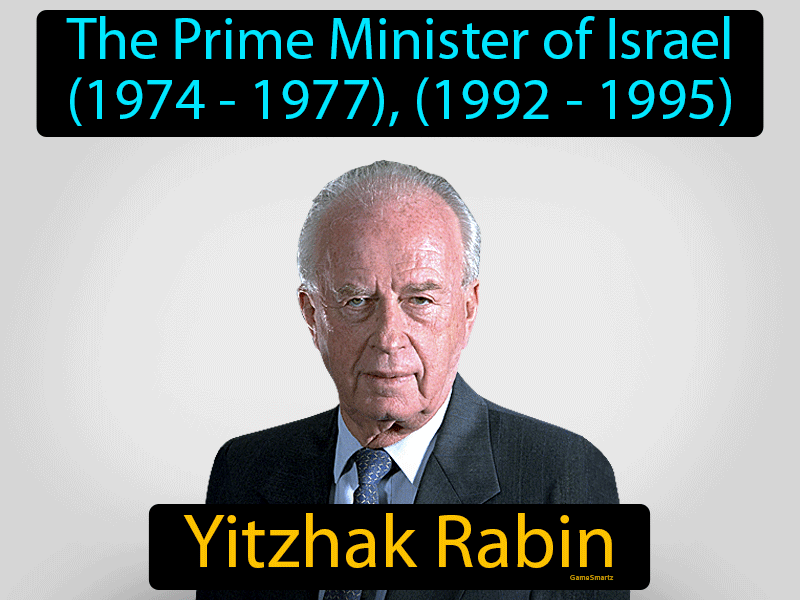 The Prime Minister of Israel
(1974 - 1977), (1992 - 1995)
Yitzhak Rabin
GameSmartz